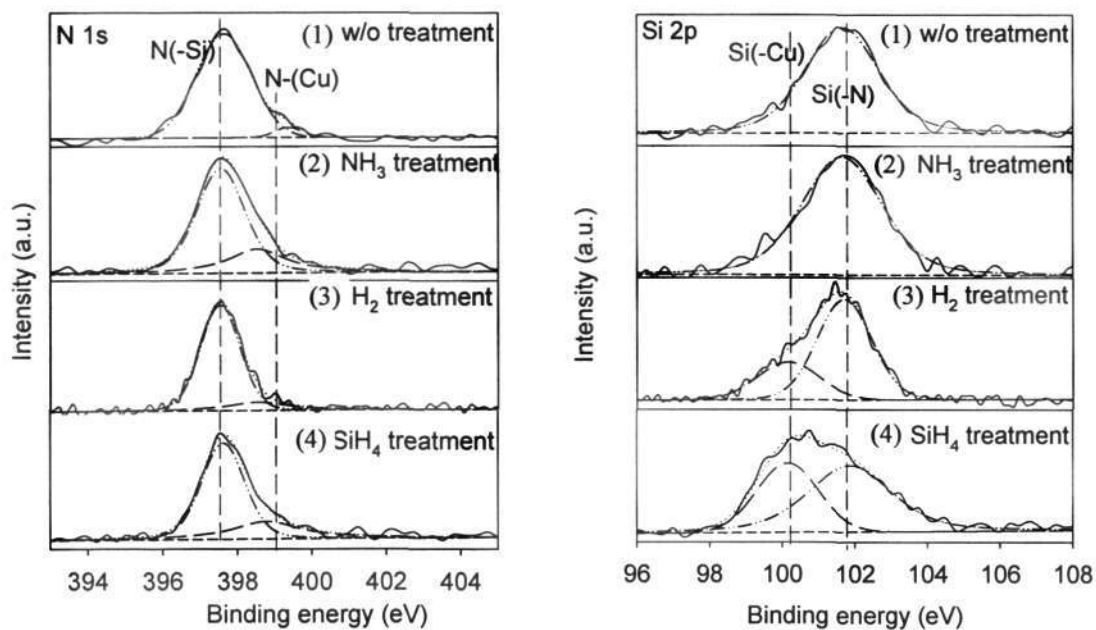 N 1s
(1) w/o treatment
N(-Si)
N-(Cu)
(2) NH₃ treatment
(3) H₂ treatment
(4) SiH₄ treatment
Intensity (a.u.)
394 396 398 400 402 404
Binding energy (eV)
Si 2p
(1) w/o treatment
Si(-Cu)
Si(-N)
(2) NH₃ treatment
(3) H₂ treatment
(4) SiH₄ treatment
Intensity (a.u.)
96 98 100 102 104 106 108
Binding energy (eV)